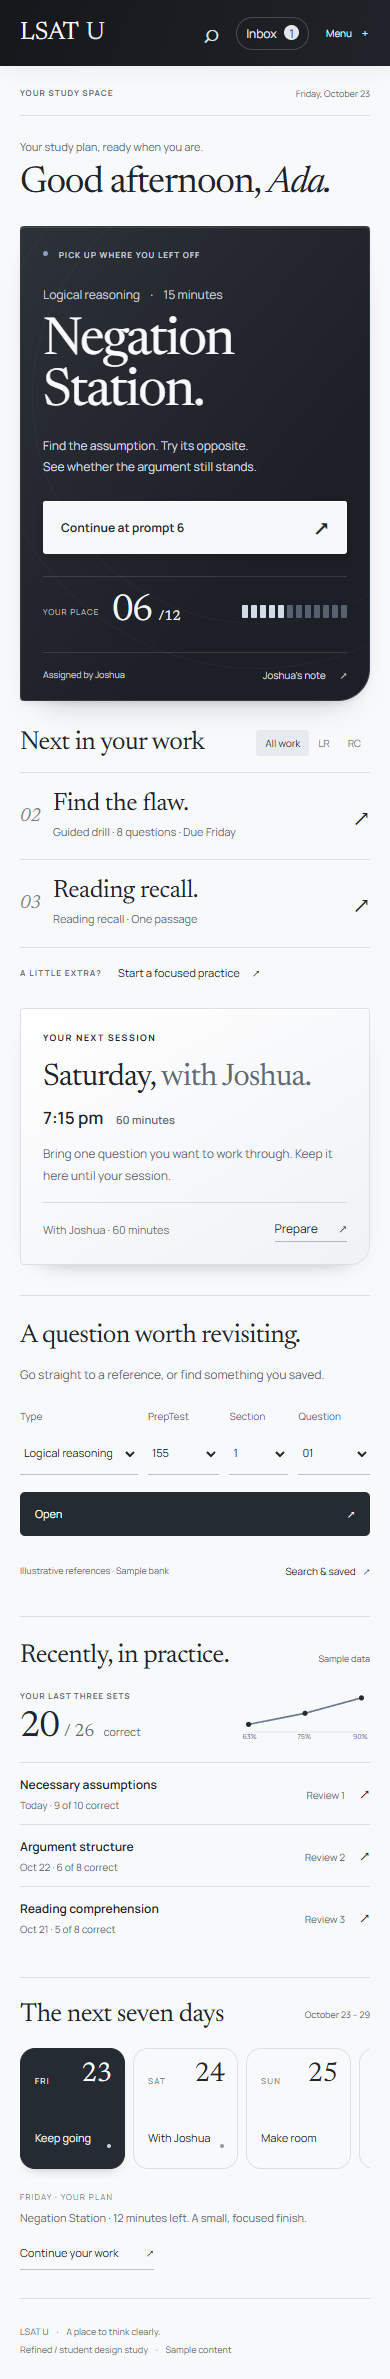 LSAT U
Inbox 1
Menu +
YOUR STUDY SPACE
Friday, October 23
Your study plan, ready when you are.
Good afternoon, Ada.
PICK UP WHERE YOU LEFT OFF
Logical reasoning · 15 minutes
Negation
Station.
Find the assumption. Try its opposite.
See whether the argument still stands.
Continue at prompt 6 ↗
YOUR PLACE 06 /12
Assigned by Joshua
Joshua's note ↗
Next in your work
All work LR RC
02 Find the flaw. ↗
Guided drill · 8 questions · Due Friday
03 Reading recall. ↗
Reading recall · One passage
A LITTLE EXTRA? Start a focused practice ↗
YOUR NEXT SESSION
Saturday, with Joshua.
7:15 pm 60 minutes
Bring one question you want to work through. Keep it
here until your session.
With Joshua · 60 minutes
Prepare ↗
A question worth revisiting.
Go straight to a reference, or find something you saved.
Type PrepTest Section Question
Logical reasoning 155 1 01
Open ↗
Illustrative references · Sample bank
Search & saved ↗
Recently, in practice.
Sample data
YOUR LAST THREE SETS
20 / 26 correct
63% 75% 90%
Necessary assumptions
Today · 9 of 10 correct
Review 1 ↗
Argument structure
Oct 22 · 6 of 8 correct
Review 2 ↗
Reading comprehension
Oct 21 · 5 of 8 correct
Review 3 ↗
The next seven days
October 23 – 29
FRI 23
Keep going
SAT 24
With Joshua
SUN 25
Make room
FRIDAY · YOUR PLAN
Negation Station · 12 minutes left. A small, focused finish.
Continue your work ↗
LSAT U · A place to think clearly.
Refined / student design study · Sample content